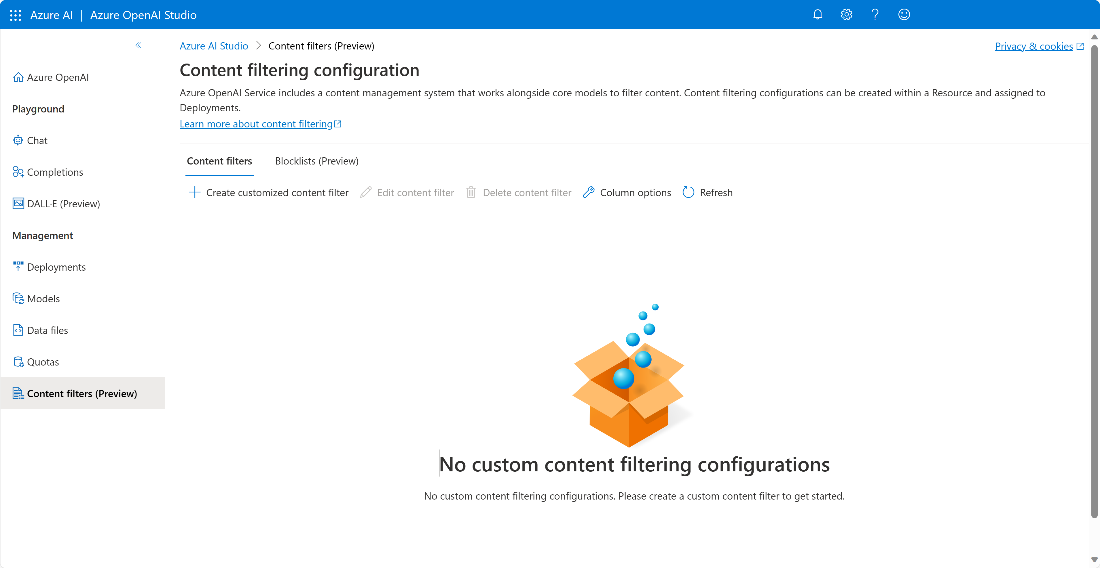 Azure AI | Azure OpenAI Studio
Azure AI Studio > Content filters (Preview)
Privacy & cookies
Content filtering configuration
Azure OpenAI Service includes a content management system that works alongside core models to filter content. Content filtering configurations can be created within a Resource and assigned to
Deployments.
Learn more about content filtering
Azure OpenAI
Playground
Chat
Completions
DALL·E (Preview)
Management
Deployments
Models
Data files
Quotas
Content filters (Preview)
Content filters Blocklists (Preview)
Create customized content filter Edit content filter Delete content filter Column options Refresh
No custom content filtering configurations
No custom content filtering configurations. Please create a custom content filter to get started.